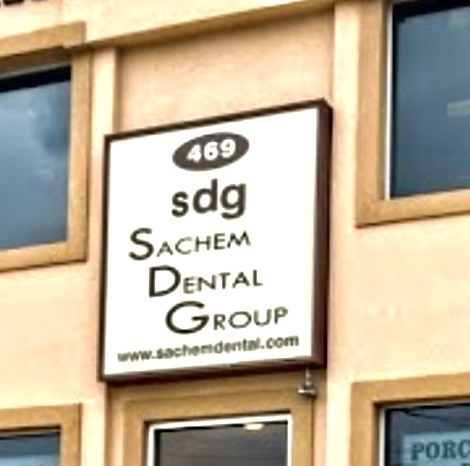 469
sdg
SACHEM
DENTAL
GROUP
www.sachemdental.com
PORC